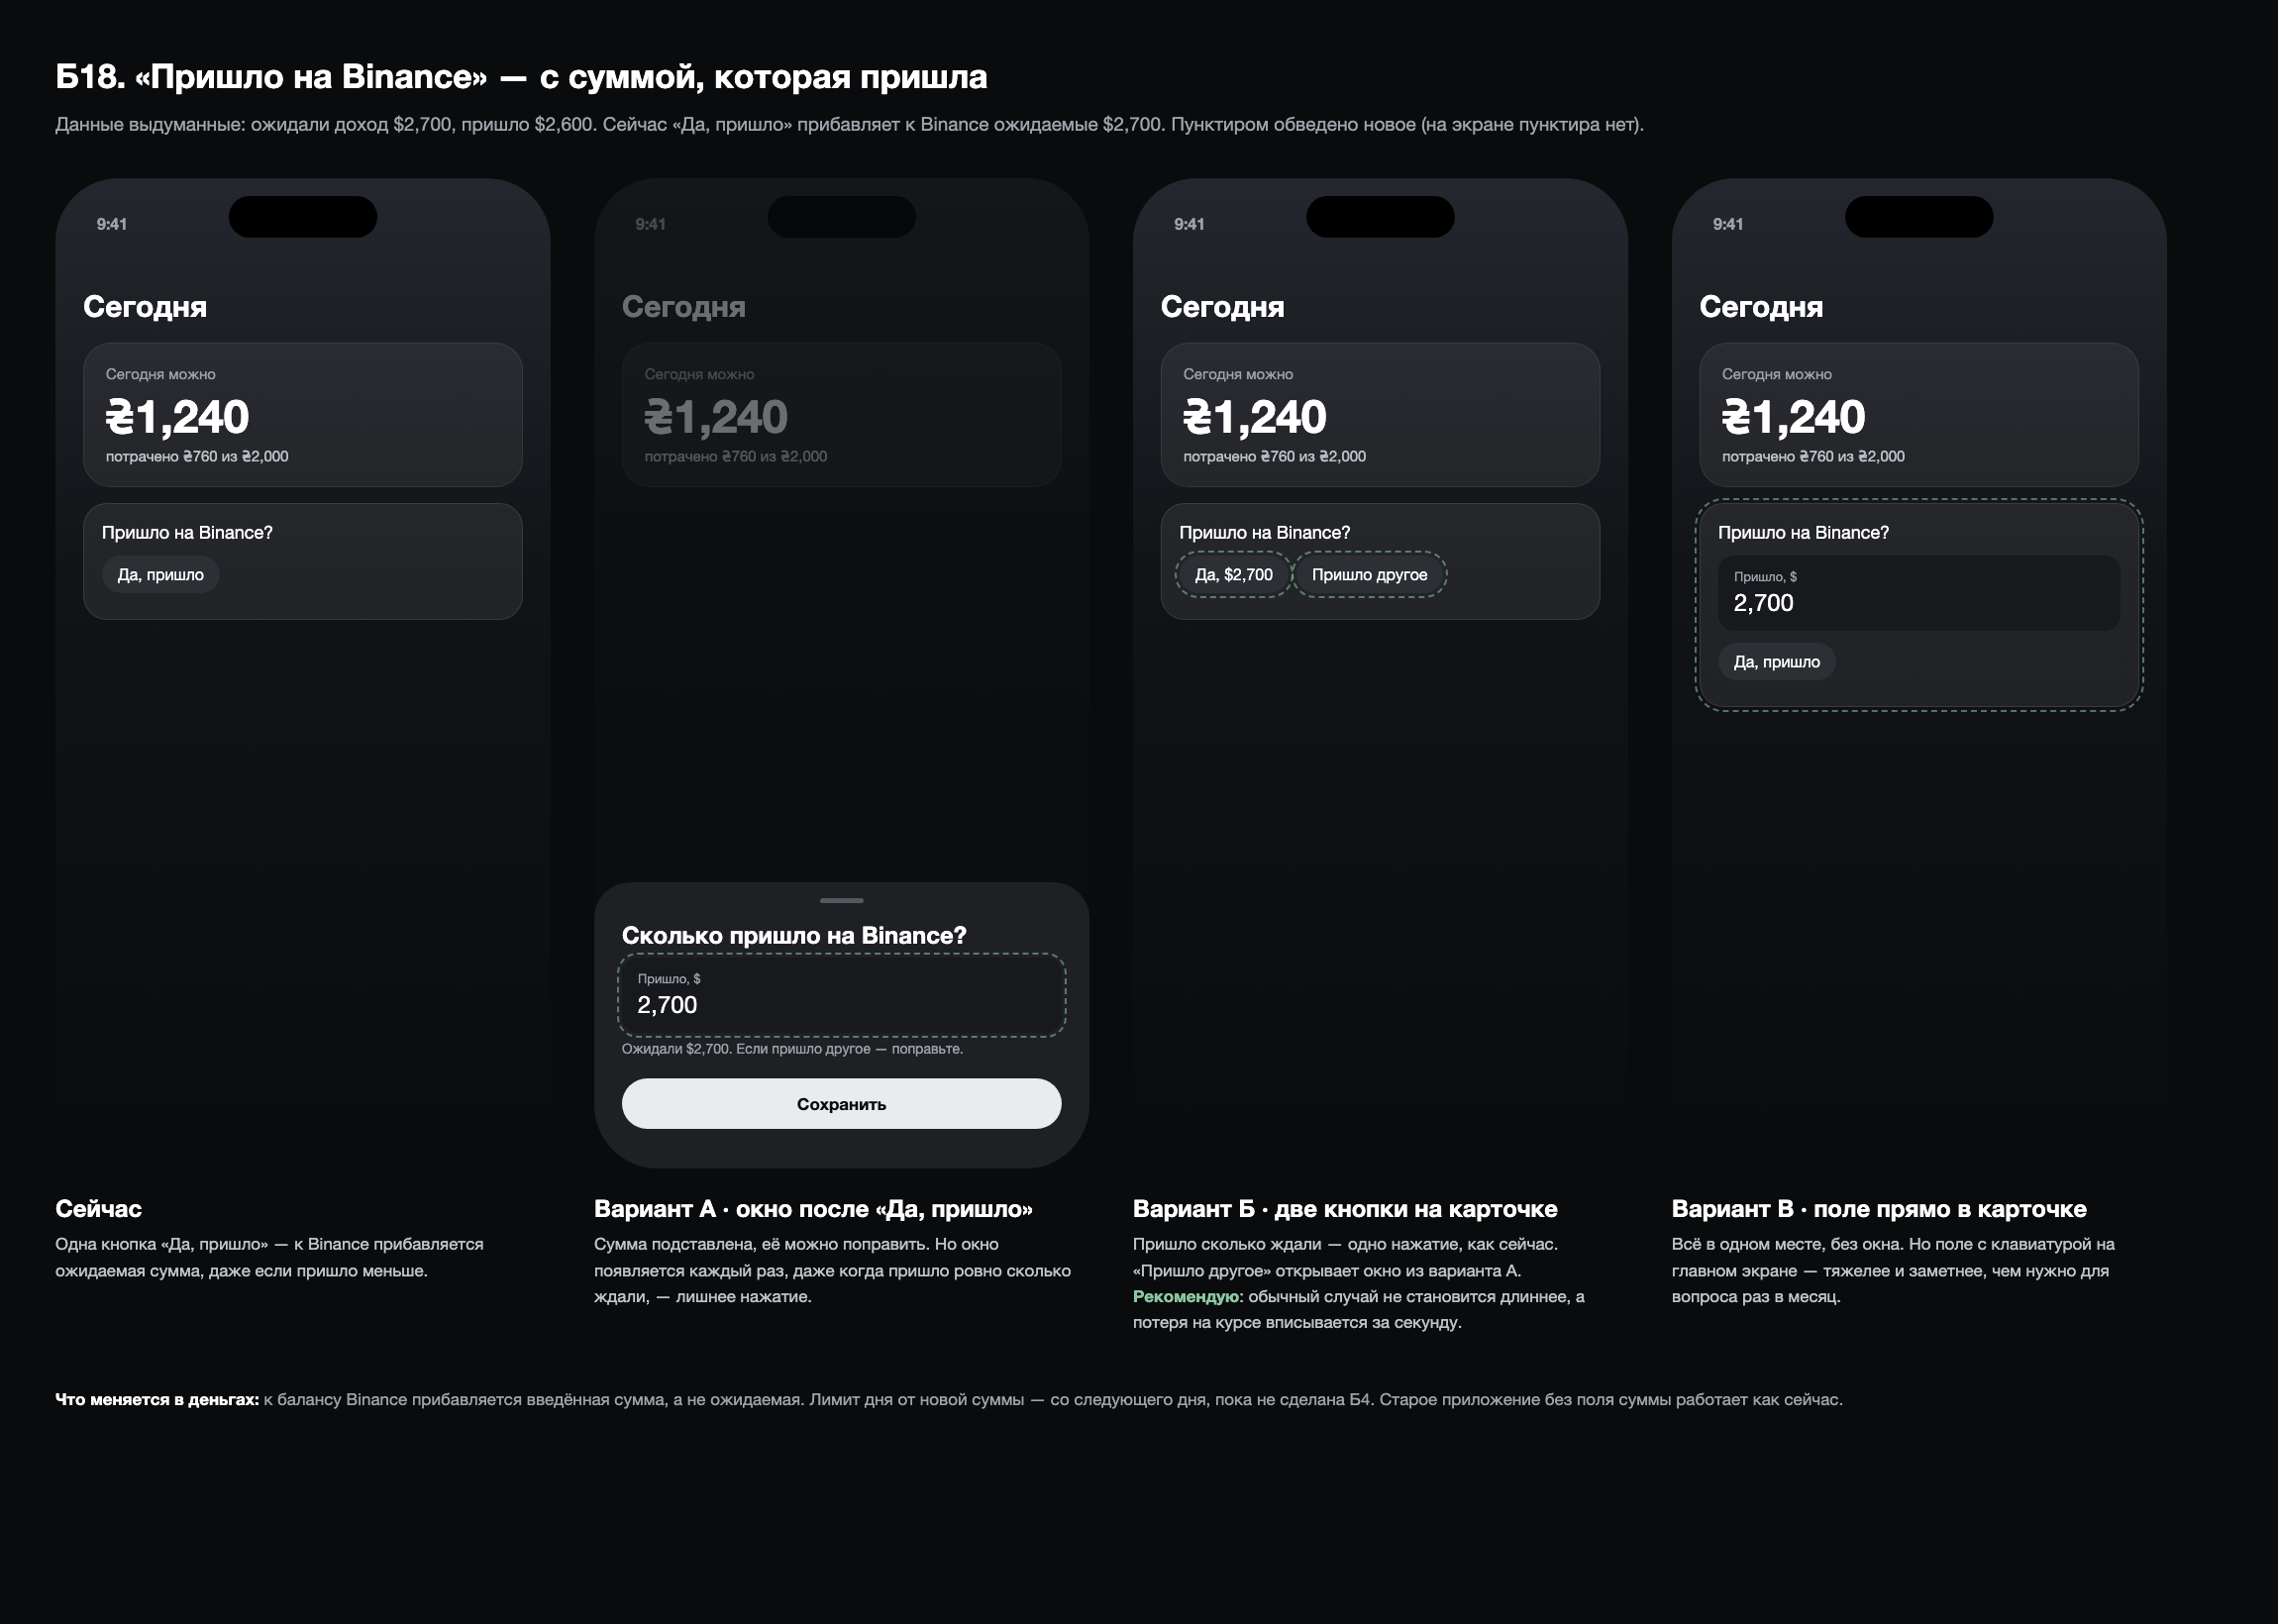 Б18. «Пришло на Binance» — с суммой, которая пришла
Данные выдуманные: ожидали доход $2,700, пришло $2,600. Сейчас «Да, пришло» прибавляет к Binance ожидаемые $2,700. Пунктиром обведено новое (на экране пунктира нет).
9:41
Сегодня
Сегодня можно
₴1,240
потрачено ₴760 из ₴2,000
Пришло на Binance?
Да, пришло
Сейчас
Одна кнопка «Да, пришло» — к Binance прибавляется
ожидаемая сумма, даже если пришло меньше.
9:41
Сегодня
Сегодня можно
₴1,240
потрачено ₴760 из ₴2,000
Сколько пришло на Binance?
Пришло, $
2,700
Ожидали $2,700. Если пришло другое — поправьте.
Сохранить
Вариант А · окно после «Да, пришло»
Сумма подставлена, её можно поправить. Но окно
появляется каждый раз, даже когда пришло ровно сколько
ждали, — лишнее нажатие.
9:41
Сегодня
Сегодня можно
₴1,240
потрачено ₴760 из ₴2,000
Пришло на Binance?
Да, $2,700
Пришло другое
Вариант Б · две кнопки на карточке
Пришло сколько ждали — одно нажатие, как сейчас.
«Пришло другое» открывает окно из варианта А.
Рекомендую: обычный случай не становится длиннее, а
потеря на курсе вписывается за секунду.
9:41
Сегодня
Сегодня можно
₴1,240
потрачено ₴760 из ₴2,000
Пришло на Binance?
Пришло, $
2,700
Да, пришло
Вариант В · поле прямо в карточке
Всё в одном месте, без окна. Но поле с клавиатурой на
главном экране — тяжелее и заметнее, чем нужно для
вопроса раз в месяц.
Что меняется в деньгах: к балансу Binance прибавляется введённая сумма, а не ожидаемая. Лимит дня от новой суммы — со следующего дня, пока не сделана Б4. Старое приложение без поля суммы работает как сейчас.